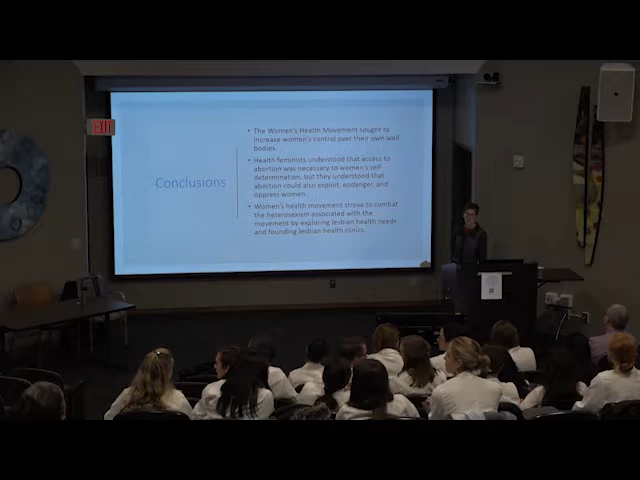 EXIT
Conclusions
• The Women's Health Movement sought to
increase women's control over their own well
bodies.
• Health feminists understood that access to
abortion was necessary to women's self-
determination, but they understood that
abortion could also exploit, endanger, and
oppress women.
• Women's health movement strove to combat
the heterosexism associated with the
movement by exploring lesbian health needs
and founding lesbian health clinics.